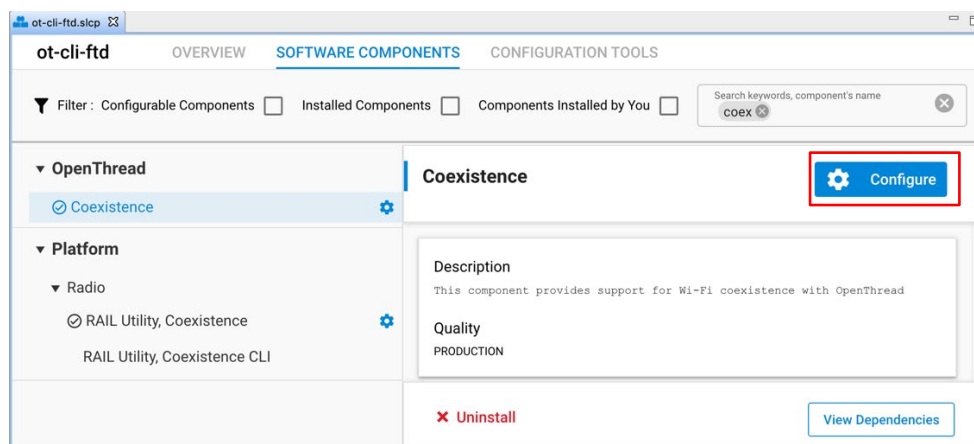 ot-cli-ftd.slcp
ot-cli-ftd OVERVIEW SOFTWARE COMPONENTS CONFIGURATION TOOLS
Filter : Configurable Components Installed Components Components Installed by You
Search keywords, component's name
coex
OpenThread
Coexistence
Platform
Radio
RAIL Utility, Coexistence
RAIL Utility, Coexistence CLI
Coexistence
Configure
Description
This component provides support for Wi-Fi coexistence with OpenThread
Quality
PRODUCTION
Uninstall
View Dependencies